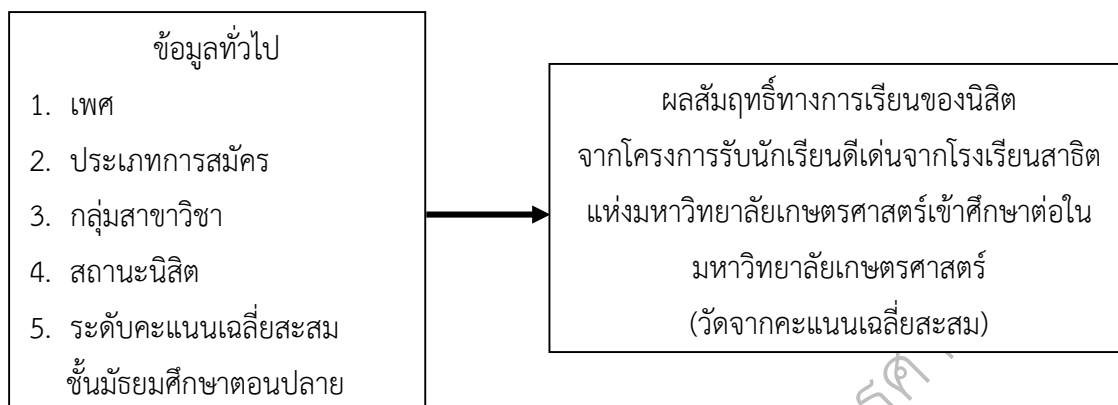 ข้อมูลทั่วไป
1. เพศ
2. ประเภทการสมัคร
3. กลุ่มสาขาวิชา
4. สถานะนิสิต
5. ระดับคะแนนเฉลี่ยสะสม
ชั้นมัธยมศึกษาตอนปลาย
ผลสัมฤทธิ์ทางการเรียนของนิสิต
จากโครงการรับนักเรียนดีเด่นจากโรงเรียนสาธิต
แห่งมหาวิทยาลัยเกษตรศาสตร์เข้าศึกษาต่อใน
มหาวิทยาลัยเกษตรศาสตร์
(วัดจากคะแนนเฉลี่ยสะสม)